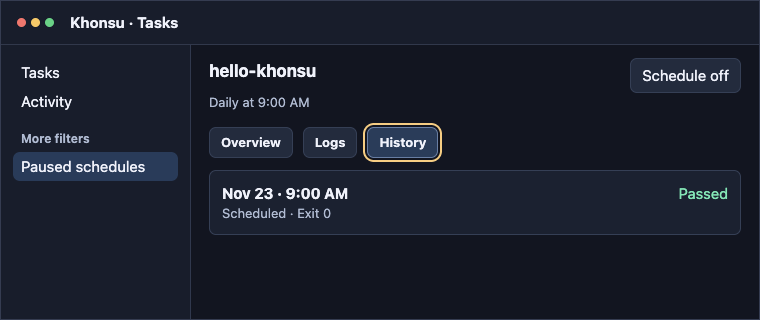 Khonsu · Tasks
Tasks
Activity
More filters
Paused schedules
hello-khonsu
Schedule off
Daily at 9:00 AM
Overview
Logs
History
Nov 23 · 9:00 AM
Passed
Scheduled · Exit 0